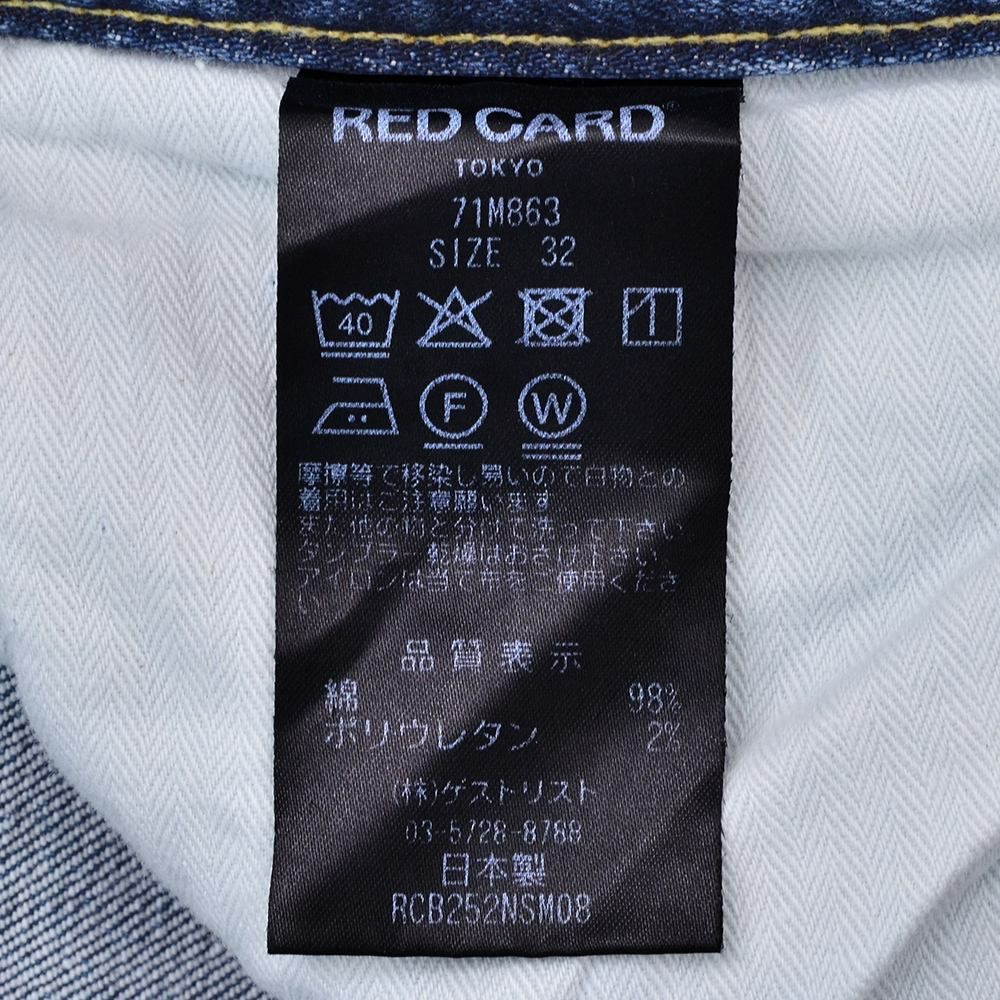 RED CARD®
TOKYO
71M863
SIZE 32
40
F W
摩擦等で移染し易いので白物との
着用はご注意願います
また他の物と分けて洗って下さい
タンブラー乾燥はおさけ下さい
アイロンは当て布をご使用くださ
い
品質表示
綿 98%
ポリウレタン 2%
(株)ゲストリスト
03-5728-8788
日本製
RCB252NSM08